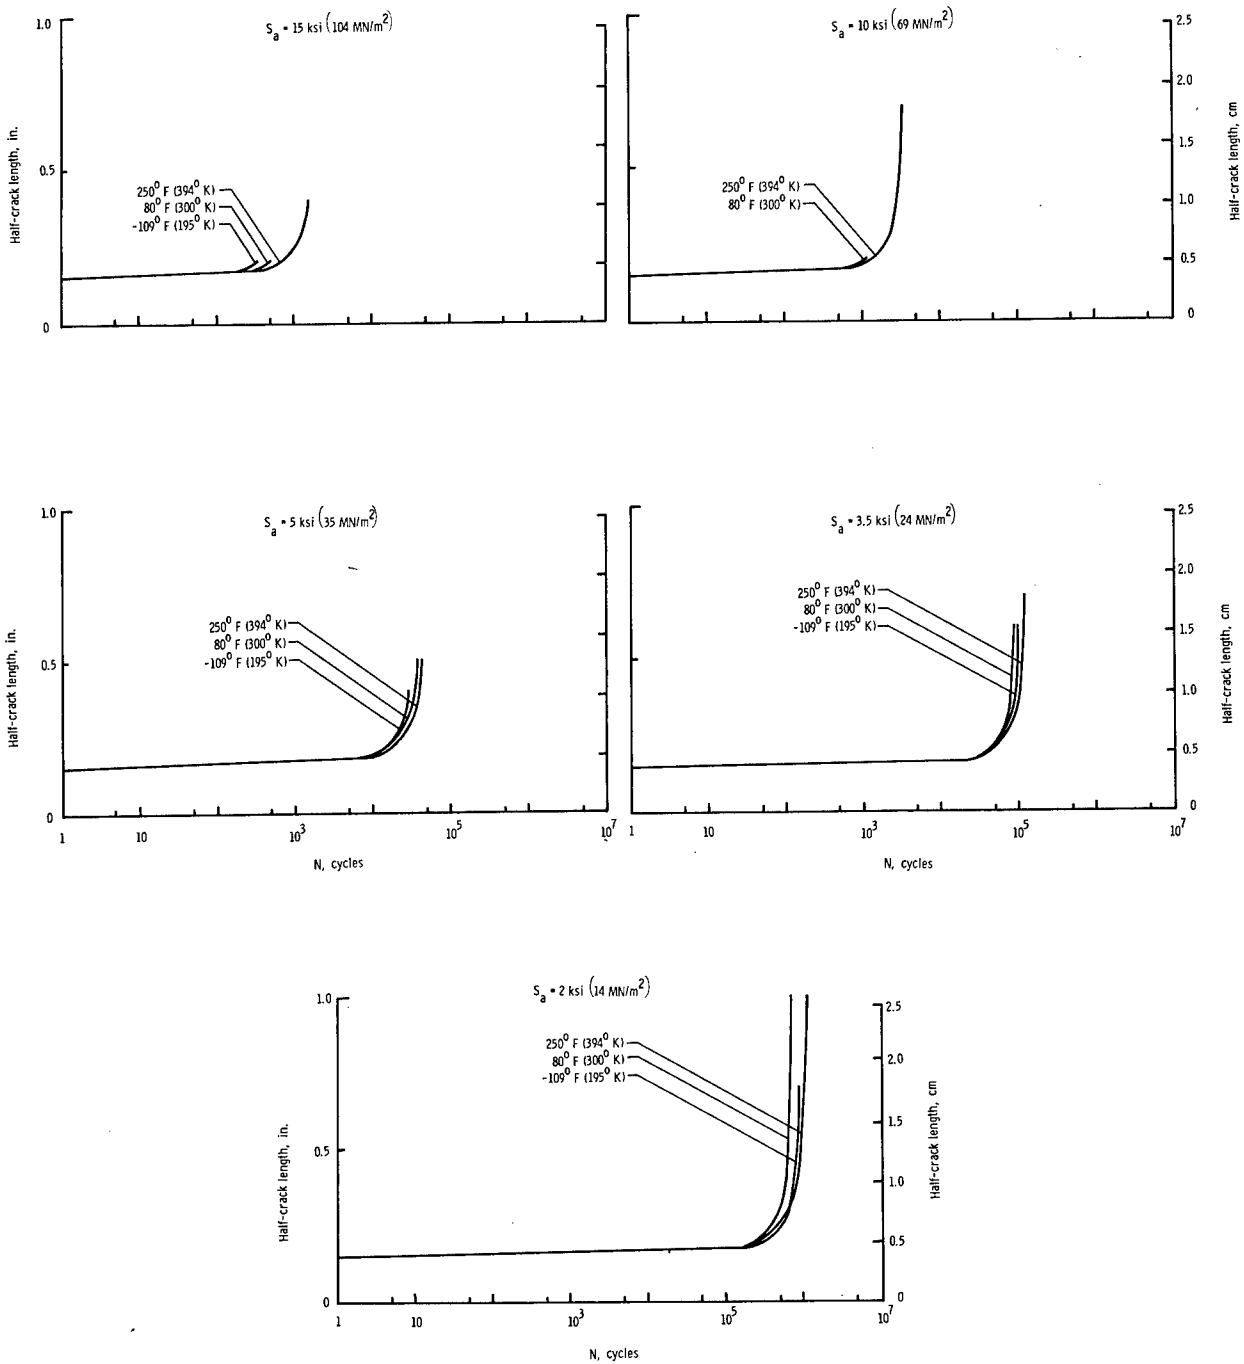 S_a = 15 ksi (104 MN/m²)
S_a = 10 ksi (69 MN/m²)
1.0
0.5
0
Half-crack length, in.
250° F (394° K)
80° F (300° K)
-109° F (195° K)
250° F (394° K)
80° F (300° K)
2.5
2.0
1.5
1.0
0.5
0
Half-crack length, cm
S_a = 5 ksi (35 MN/m²)
S_a = 3.5 ksi (24 MN/m²)
1.0
0.5
0
Half-crack length, in.
250° F (394° K)
80° F (300° K)
-109° F (195° K)
1 10 10³ 10⁵ 10⁷
N, cycles
250° F (394° K)
80° F (300° K)
-109° F (195° K)
2.5
2.0
1.5
1.0
0.5
0
Half-crack length, cm
1 10 10³ 10⁵ 10⁷
N, cycles
S_a = 2 ksi (14 MN/m²)
1.0
0.5
0
Half-crack length, in.
250° F (394° K)
80° F (300° K)
-109° F (195° K)
2.5
2.0
1.5
1.0
0.5
0
Half-crack length, cm
1 10 10³ 10⁵ 10⁷
N, cycles